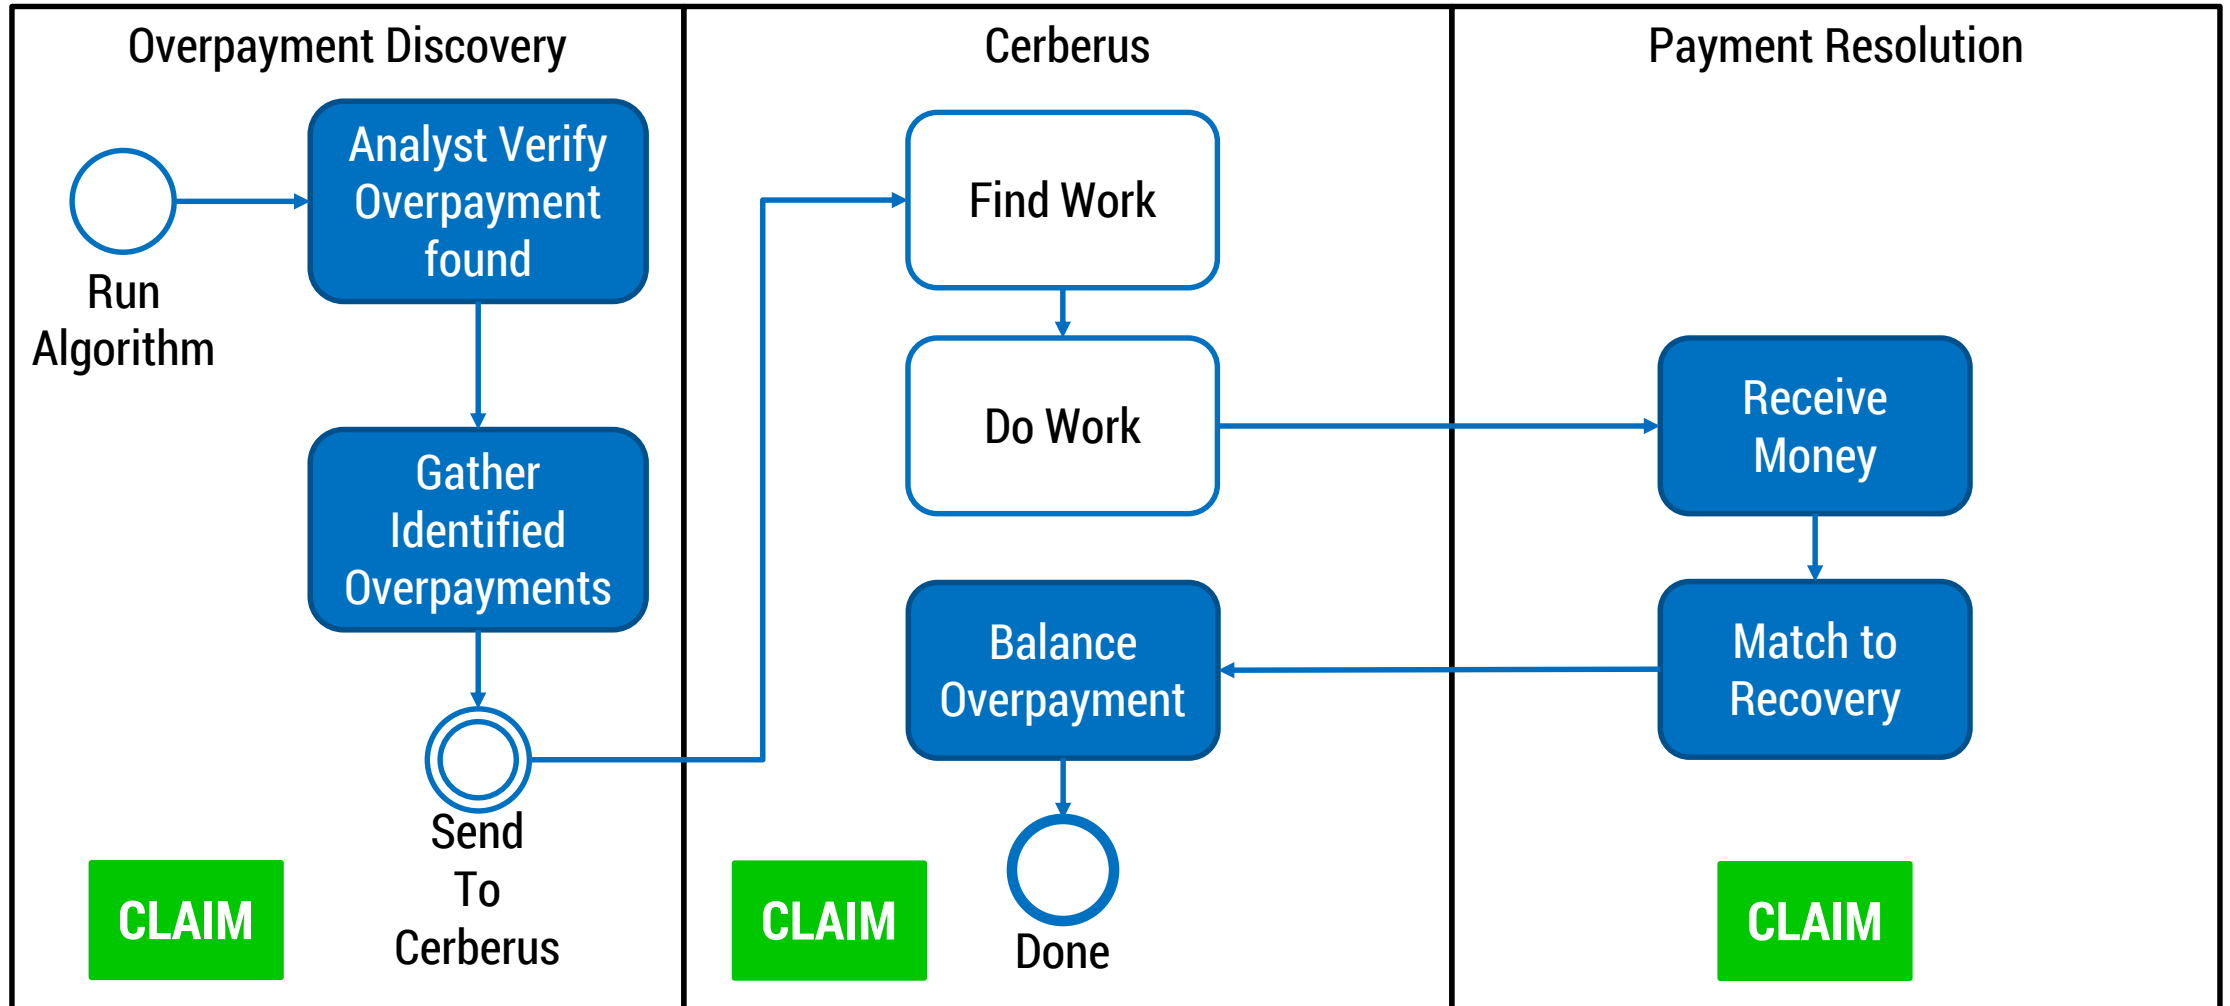 Overpayment Discovery
Run
Algorithm
Analyst Verify
Overpayment
found
Gather
Identified
Overpayments
Send
To
Cerberus
CLAIM
Cerberus
Find Work
Do Work
Balance
Overpayment
Done
CLAIM
Payment Resolution
Receive
Money
Match to
Recovery
CLAIM